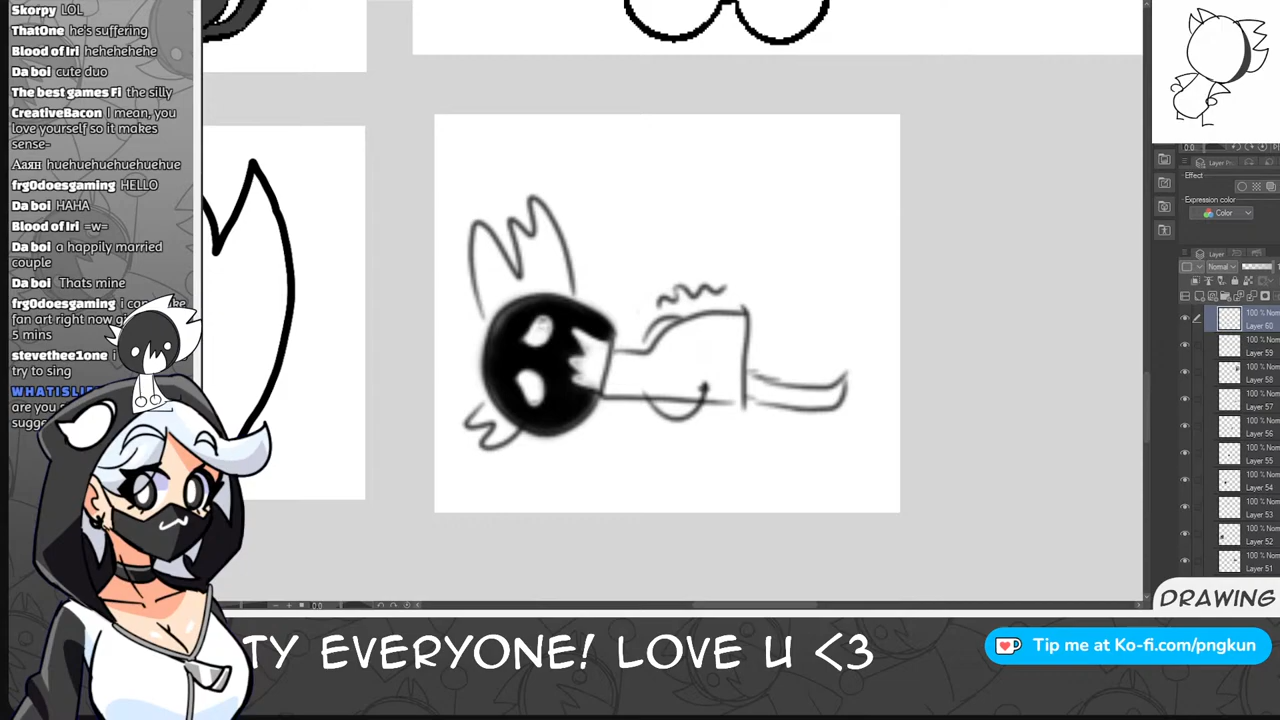 Skorpy LOL
ThatOne he's suffering
Blood of Iri hehehehehe
Da boi cute duo
The best games Fi the silly
CreativeBacon I mean, you
love yourself so it makes
sense-
Ааян huehuehuehuehuehue
frg0doesgaming HELLO
Da boi HAHA
Blood of Iri =w=
Da boi a happily married
couple
Da boi Thats mine
frg0doesgaming i can
fan art right now
5 mins
stevethee1one
try to sing
are you
Effect
Expression color
Color
Layer
Normal
Layer 60
Layer 59
Layer 58
Layer 57
Layer 56
Layer 55
Layer 54
Layer 53
Layer 52
Layer 51
DRAWING
TY EVERYONE! LOVE U <3
Tip me at Ko-fi.com/pngkun